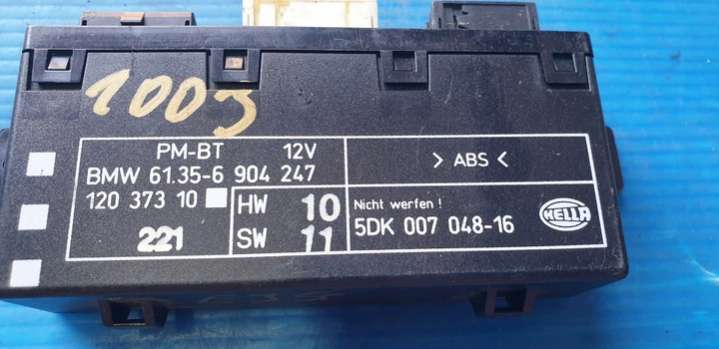 1003
PM-BT 12V
BMW 61.35-6 904 247
120 373 10
221
HW 10
SW 11
> ABS <
Nicht werfen !
5DK 007 048-16
HELLA